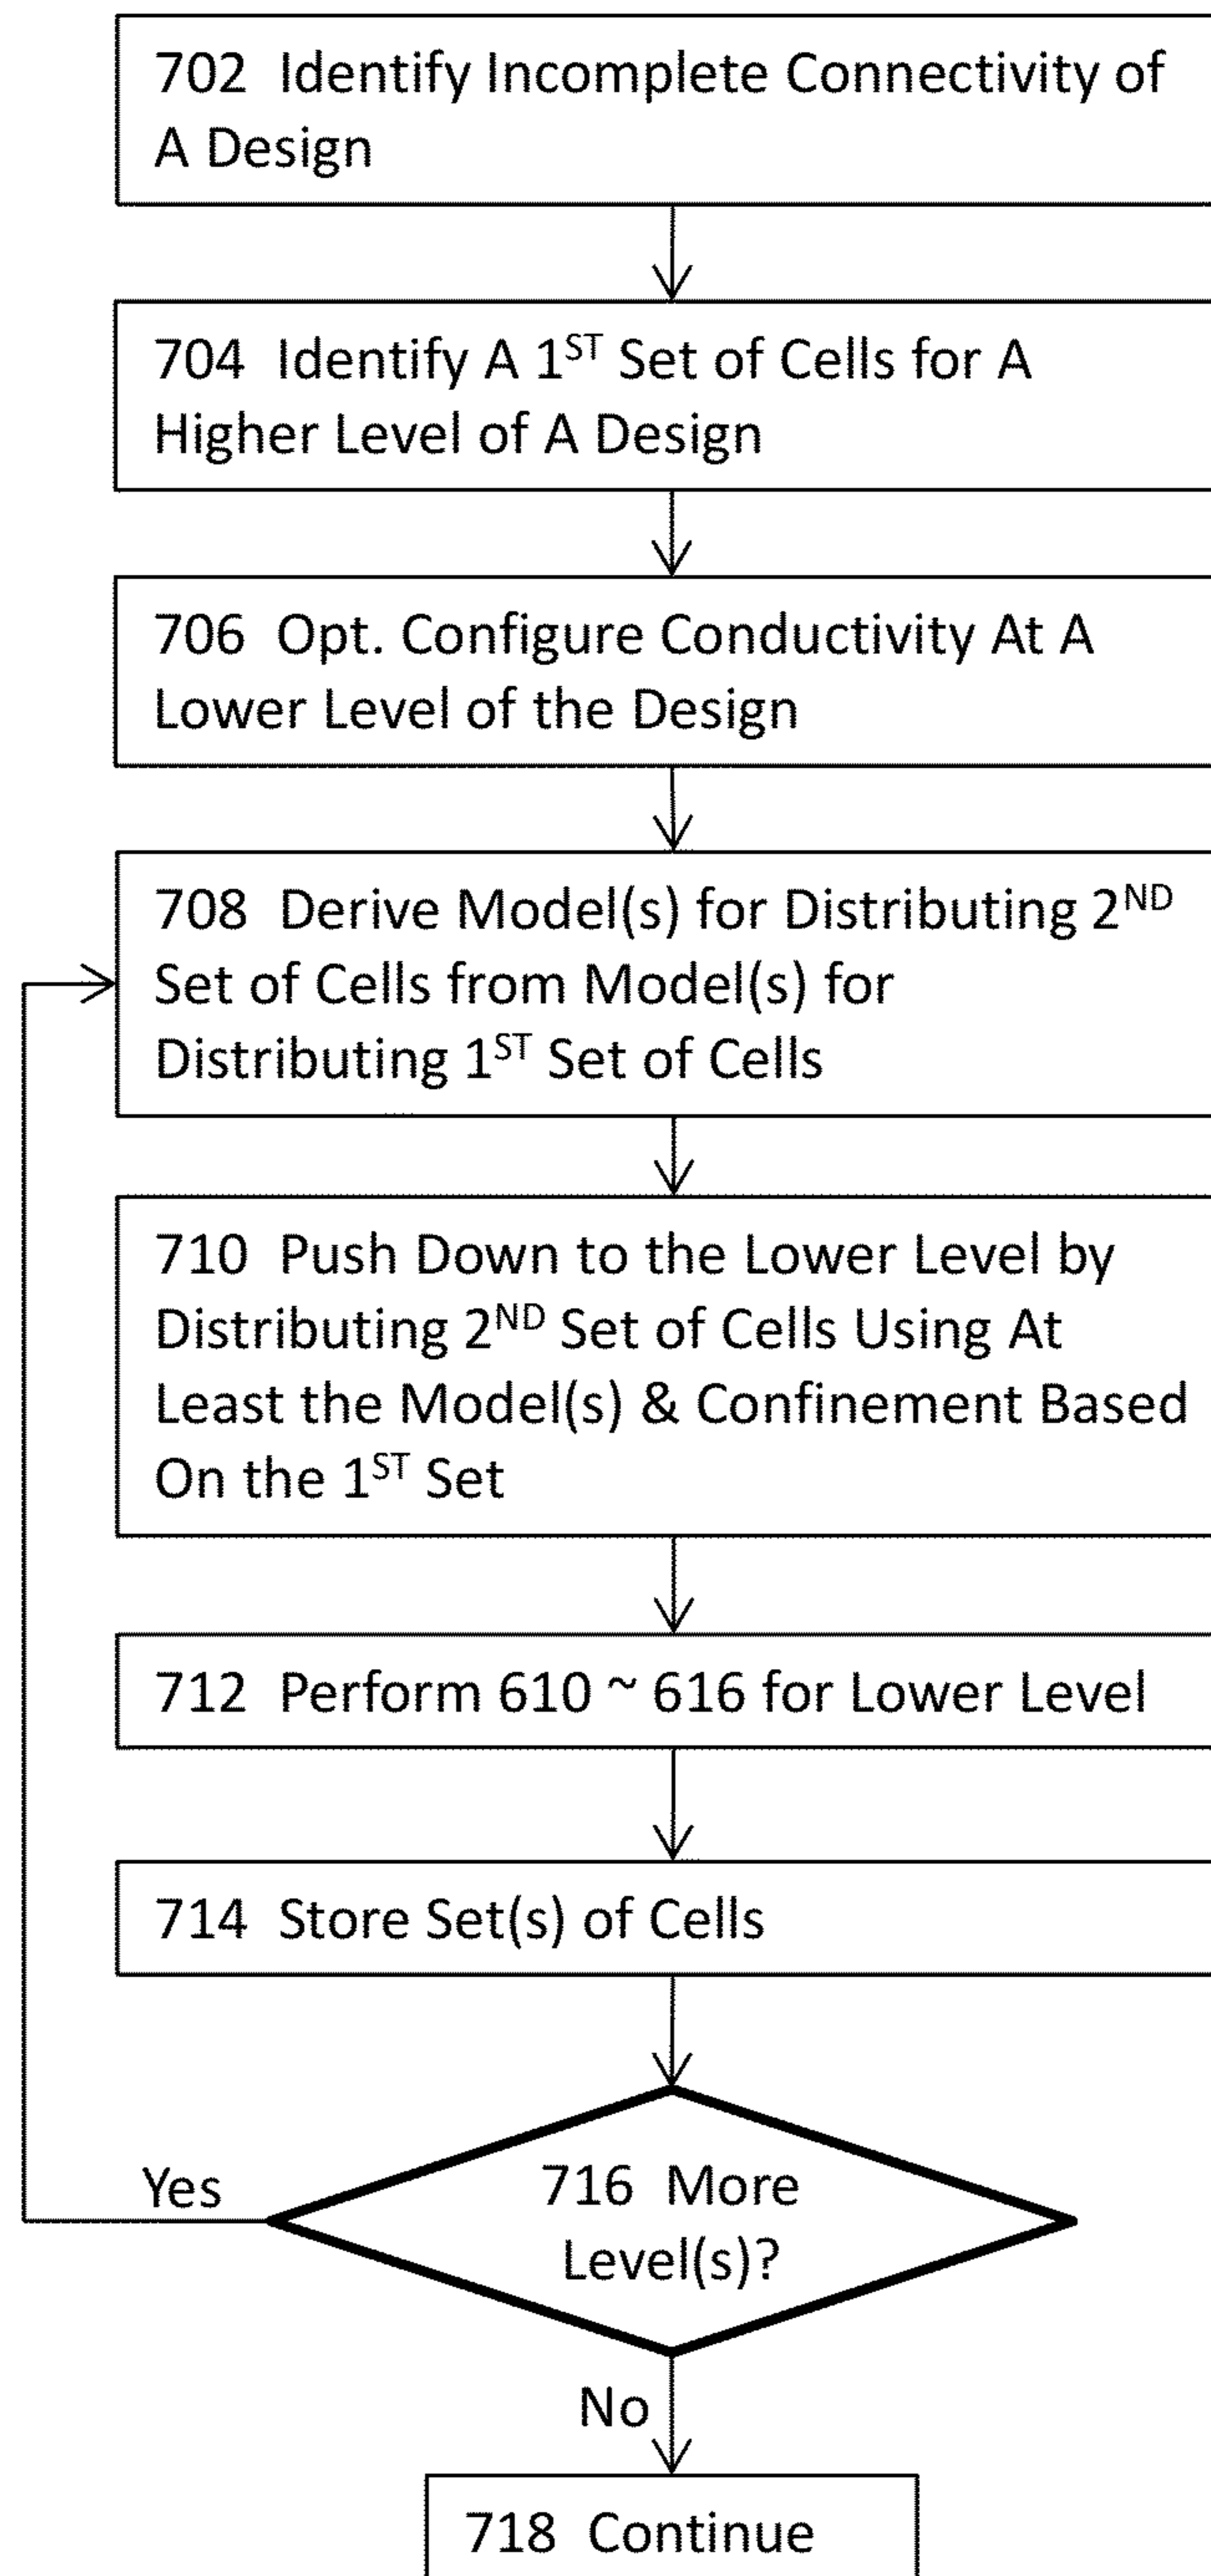 702 Identify Incomplete Connectivity of
A Design
704 Identify A 1ST Set of Cells for A
Higher Level of A Design
706 Opt. Configure Conductivity At A
Lower Level of the Design
708 Derive Model(s) for Distributing 2ND
Set of Cells from Model(s) for
Distributing 1ST Set of Cells
710 Push Down to the Lower Level by
Distributing 2ND Set of Cells Using At
Least the Model(s) & Confinement Based
On the 1ST Set
712 Perform 610 ~ 616 for Lower Level
714 Store Set(s) of Cells
Yes
716 More
Level(s)?
No
718 Continue